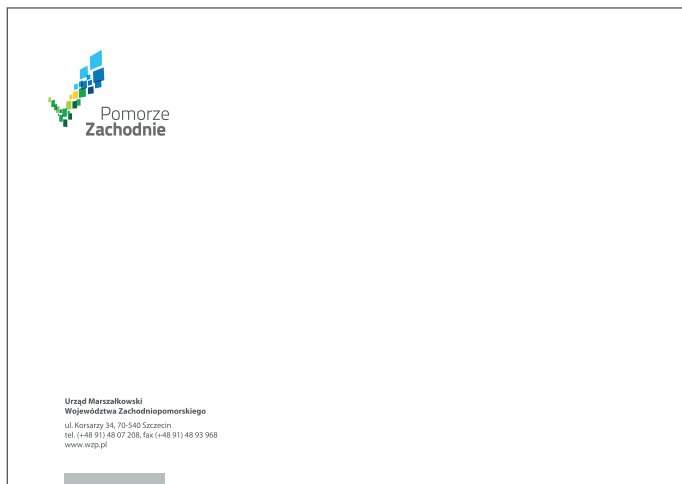 Pomorze
Zachodnie
Urząd Marszałkowski
Województwa Zachodniopomorskiego
ul. Korsarzy 34, 70-540 Szczecin
tel. (+48 91) 48 07 208, fax (+48 91) 48 93 968
www.wzp.pl